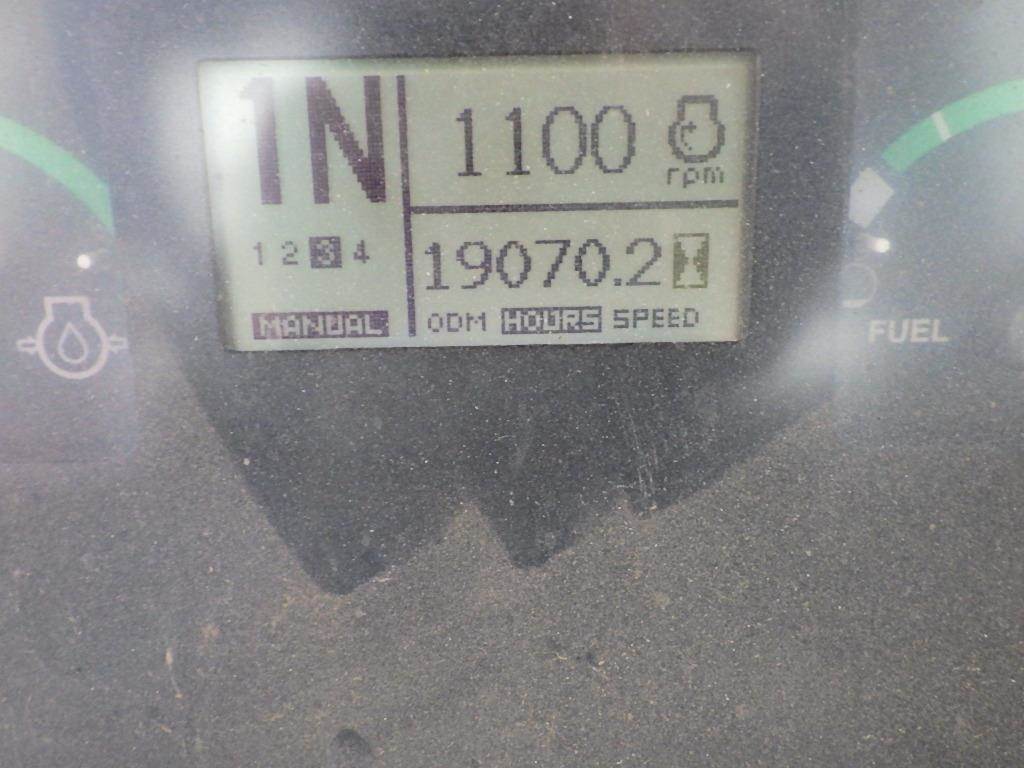 1N
1100
rpm
1 2 3 4
19070.2
MANUAL
ODM HOURS SPEED
FUEL